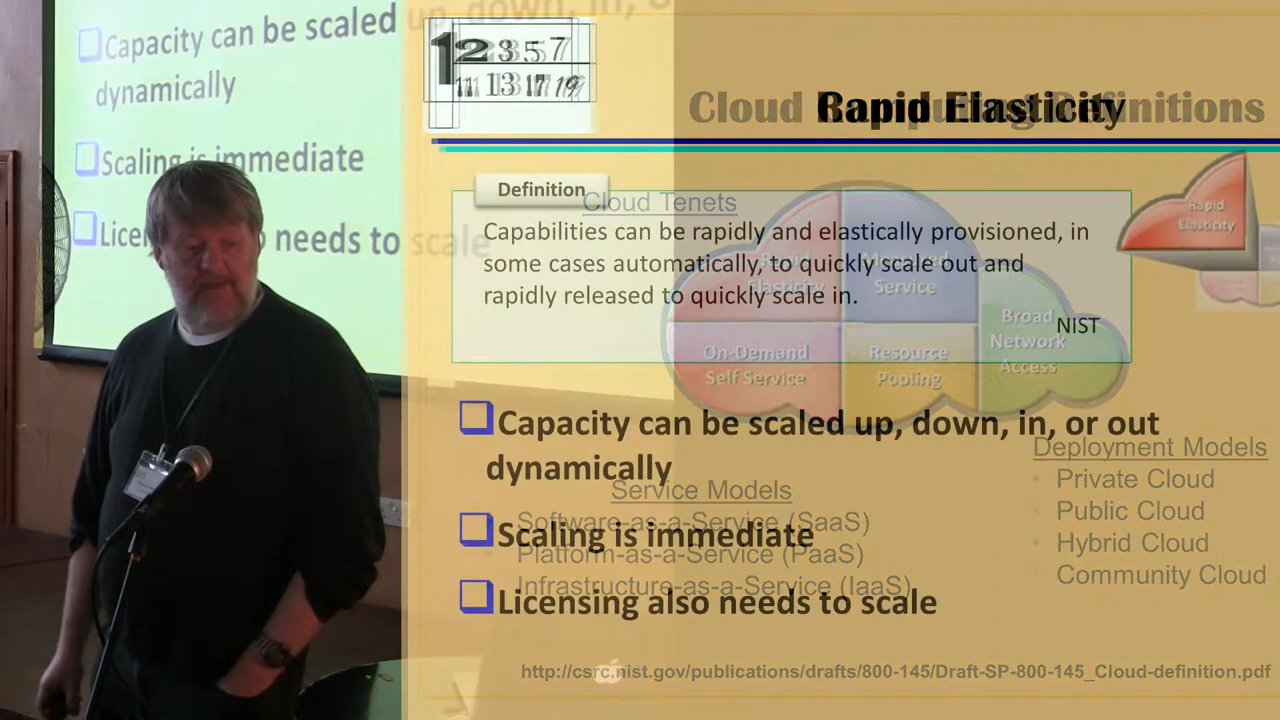 Capacity can be scaled up, down, in,
dynamically
Scaling is immediate
needs to scale
12357
11 13 17 19
Cloud Computing Definitions
Rapid Elasticity
Definition
Cloud Tenets
Capabilities can be rapidly and elastically provisioned, in
some cases automatically, to quickly scale out and
rapidly released to quickly scale in.
NIST
Rapid
Elasticity
Rapid
Elasticity
Measured
Service
Broad
Network
Access
On-Demand
Self Service
Resource
Pooling
Capacity can be scaled up, down, in, or out
dynamically
Scaling is immediate
Licensing also needs to scale
Service Models
Software-as-a-Service (SaaS)
Platform-as-a-Service (PaaS)
Infrastructure-as-a-Service (IaaS)
Deployment Models
Private Cloud
Public Cloud
Hybrid Cloud
Community Cloud
http://csrc.nist.gov/publications/drafts/800-145/Draft-SP-800-145_Cloud-definition.pdf